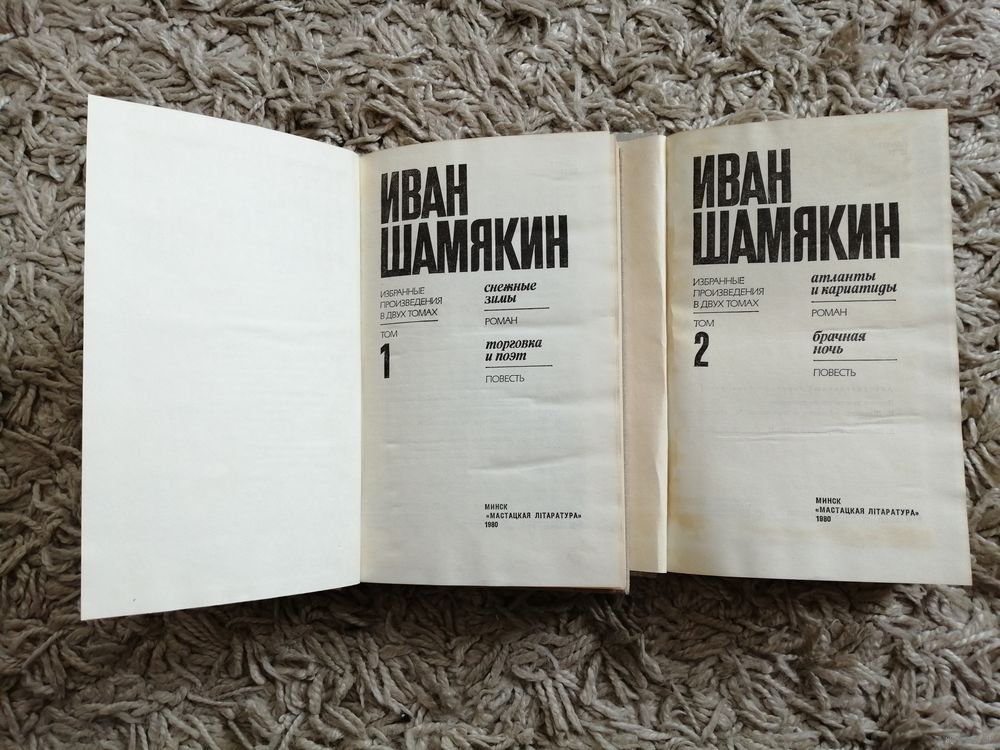 ИВАН
ШАМЯКИН
ИЗБРАННЫЕ
ПРОИЗВЕДЕНИЯ
В ДВУХ ТОМАХ
ТОМ
1
снежные
зимы
РОМАН
торговка
и поэт
ПОВЕСТЬ
МИНСК
«МАСТАЦКАЯ ЛІТАРАТУРА»
1980
ИВАН
ШАМЯКИН
ИЗБРАННЫЕ
ПРОИЗВЕДЕНИЯ
В ДВУХ ТОМАХ
ТОМ
2
атланты
и кариатиды
РОМАН
брачная
ночь
ПОВЕСТЬ
МИНСК
«МАСТАЦКАЯ ЛІТАРАТУРА»
1980